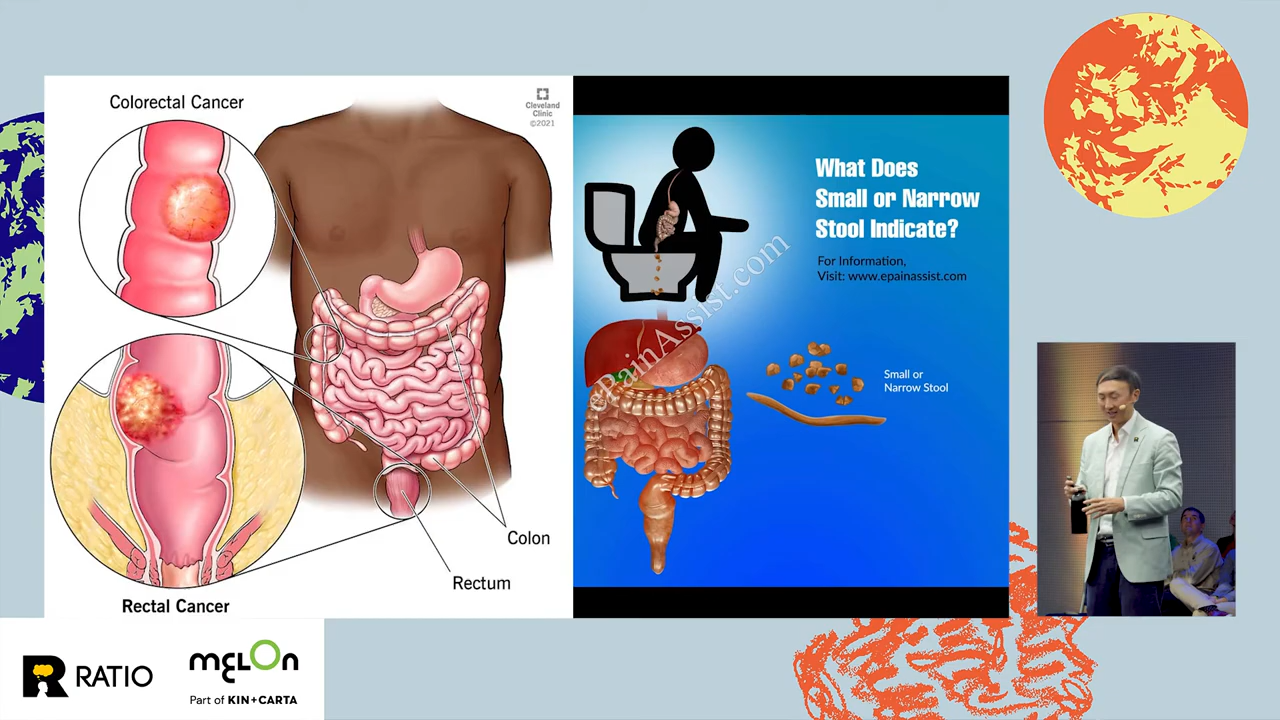 Colorectal Cancer
Cleveland
Clinic
©2021
Colon
Rectum
Rectal Cancer
What Does
Small or Narrow
Stool Indicate?
For Information,
Visit: www.epainassist.com
ePainAssist.com
Small or
Narrow Stool
RATIO
melon
Part of KIN+CARTA